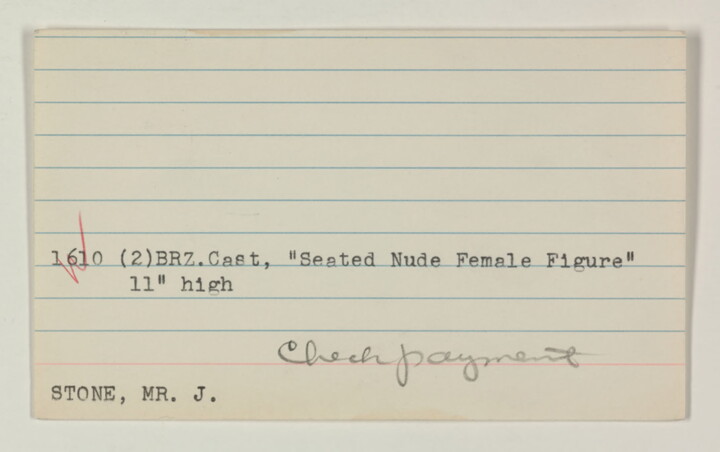 1610 (2)BRZ.Cast, "Seated Nude Female Figure"
11" high
Check payment
STONE, MR. J.